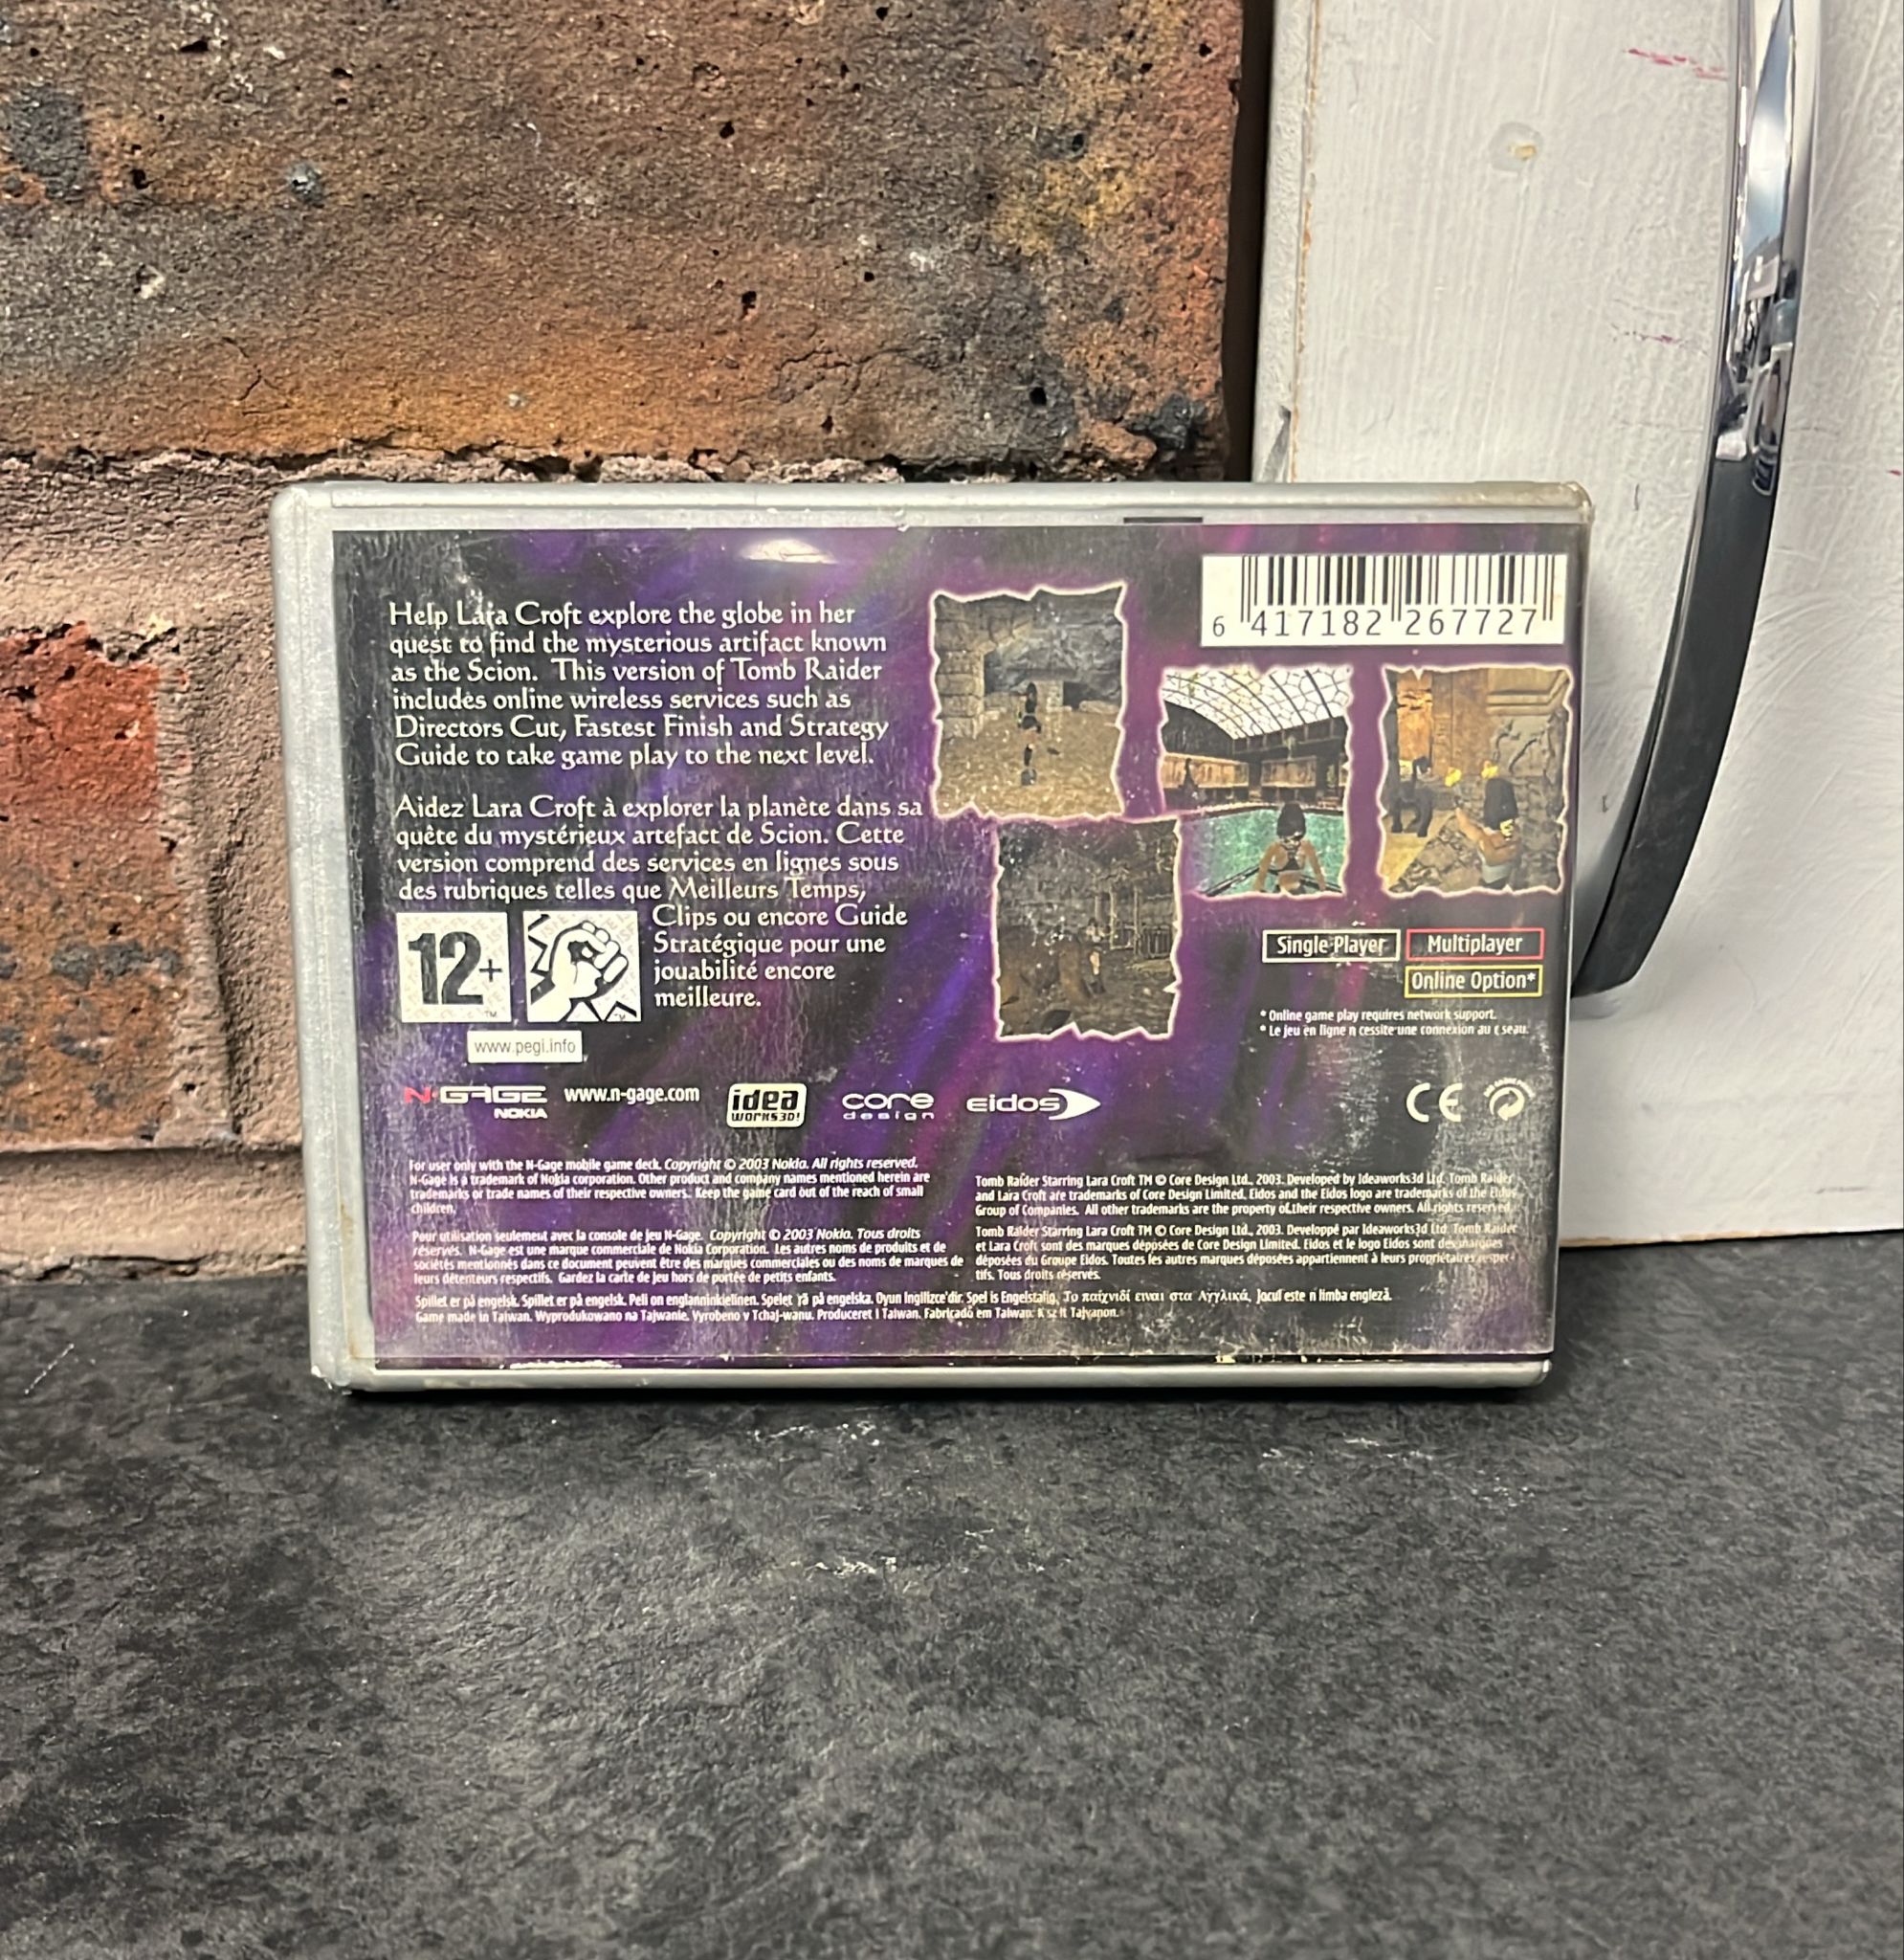 Help Lara Croft explore the globe in her
quest to find the mysterious artifact known
as the Scion. This version of Tomb Raider
includes online wireless services such as
Directors Cut, Fastest Finish and Strategy
Guide to take game play to the next level.
Aidez Lara Croft à explorer la planète dans sa
quête du mystérieux artefact de Scion. Cette
version comprend des services en lignes sous
des rubriques telles que Meilleurs Temps,
Clips ou encore Guide
Stratégique pour une
jouabilité encore
meilleure.
12+
www.pegi.info
6 417182 267727
Single Player
Multiplayer
Online Option*
* Online game play requires network support.
* Le jeu en ligne n cessite une connexion au r seau.
N-GAGE
NOKIA
www.n-gage.com
idea
works3D!
core
design
eidos
CE
For user only with the N-Gage mobile game deck. Copyright © 2003 Nokia. All rights reserved.
N-Gage is a trademark of Nokia corporation. Other product and company names mentioned herein are
trademarks or trade names of their respective owners. Keep the game card out of the reach of small
children.
Pour utilisation seulement avec la console de jeu N-Gage. Copyright © 2003 Nokia. Tous droits
réservés. N-Gage est une marque commerciale de Nokia Corporation. Les autres noms de produits et de
sociétés mentionnés dans ce document peuvent être des marques commerciales ou des noms de marques de
leurs détenteurs respectifs. Gardez la carte de jeu hors de portée de petits enfants.
Tomb Raider Starring Lara Croft TM © Core Design Ltd., 2003. Developed by Ideaworks3d Ltd. Tomb Raider
and Lara Croft are trademarks of Core Design Limited. Eidos and the Eidos logo are trademarks of the Eidos
Group of Companies. All other trademarks are the property of their respective owners. All rights reserved.
Tomb Raider Starring Lara Croft TM © Core Design Ltd., 2003. Developpé par Ideaworks3d Ltd. Tomb Raider
et Lara Croft sont des marques déposées de Core Design Limited. Eidos et le logo Eidos sont des marques
déposées du Groupe Eidos. Toutes les autres marques déposées appartiennent à leurs propriétaires respec-
tifs. Tous droits réservés.
Spillet er på engelsk. Spillet er på engelsk. Peli on englanninkielinen. Spelet på engelska. Oyun Ingilizce'dir. Spel is Engelstalig. Το παίχνιδί ειναι στα Αγγλικά. Jocul este n limba engleză.
Game made in Taiwan. Wyprodukowano na Tajwanie. Vyrobeno v Tchaj-wanu. Produceret i Taiwan. Fabricado em Taiwan. K sz lt Tajvanon.